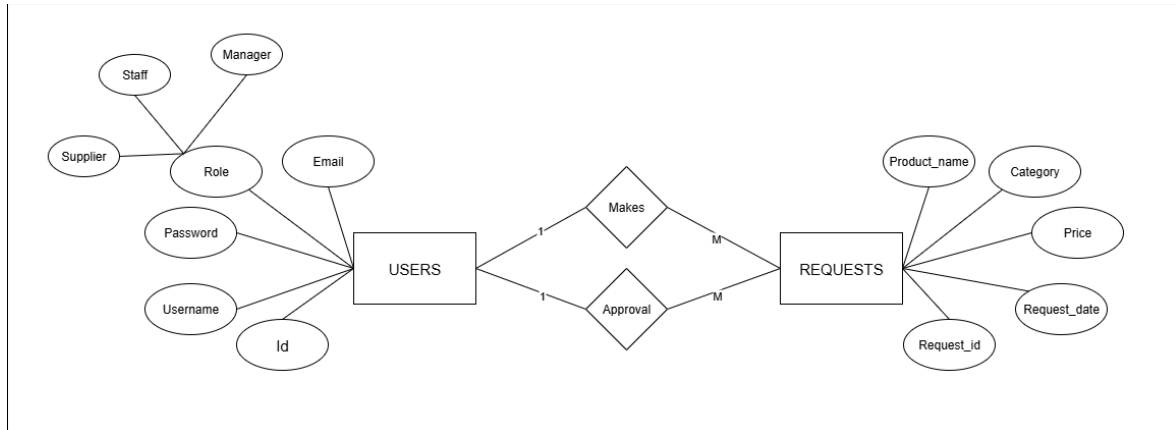 Manager
Staff
Supplier
Role
Email
Password
Username
Id
USERS
1
1
Makes
Approval
M
M
REQUESTS
Product_name
Category
Price
Request_date
Request_id